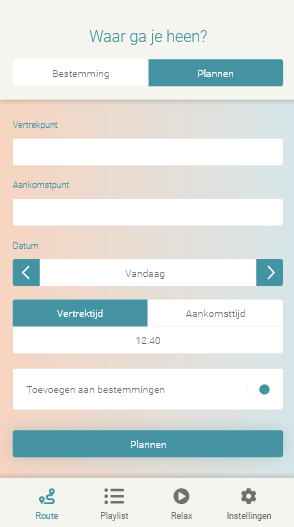 Waar ga je heen?
Bestemming Plannen
Vertrekpunt
Aankomstpunt
Datum
Vandaag
Vertrektijd Aankomsttijd
12:40
Toevoegen aan bestemmingen
Plannen
Route Playlist Relax Instellingen